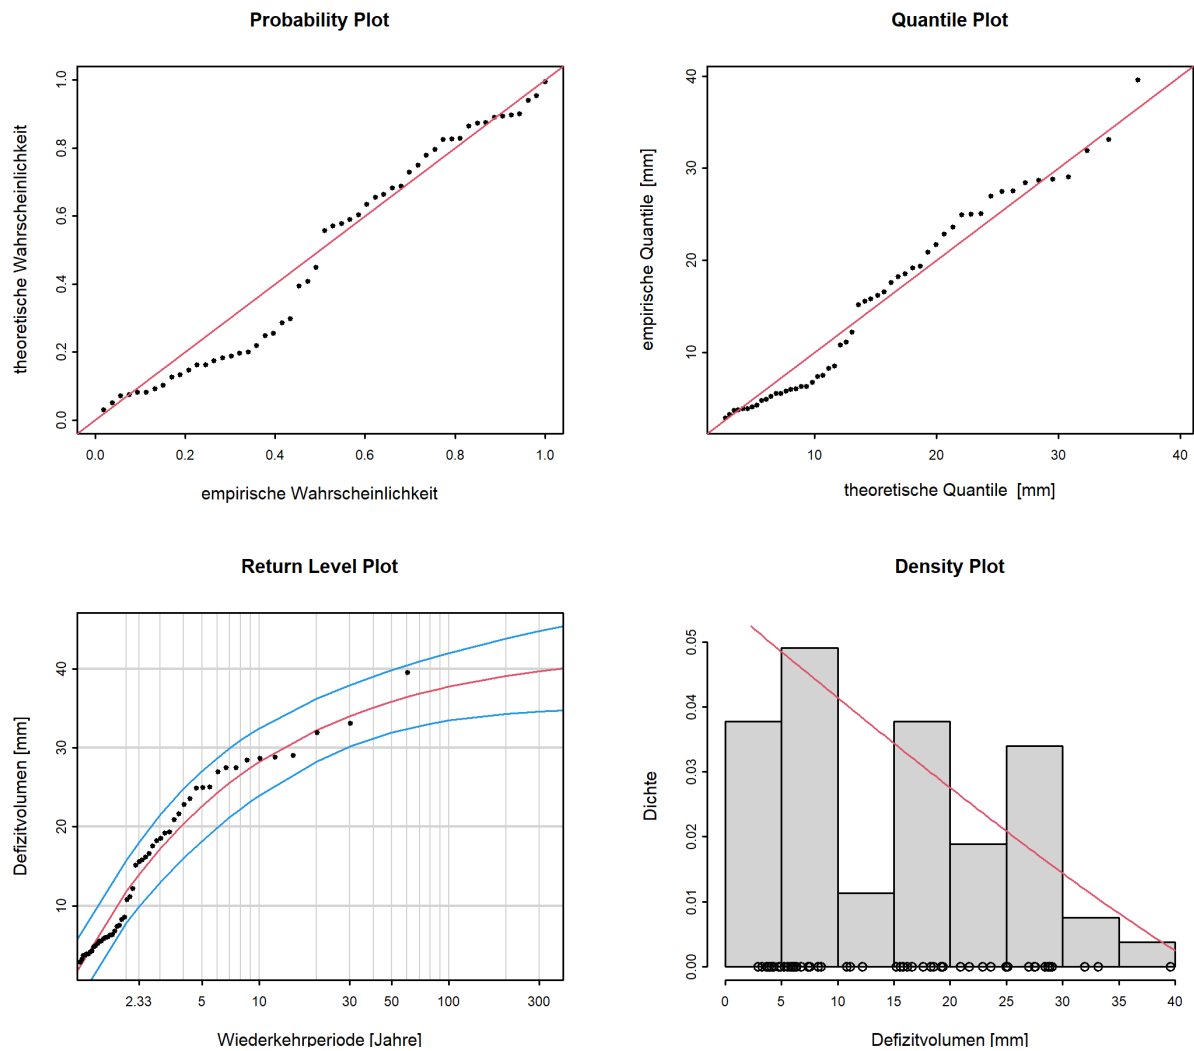 Probability Plot
theoretische Wahrscheinlichkeit
0.0 0.2 0.4 0.6 0.8 1.0
0.0 0.2 0.4 0.6 0.8 1.0
empirische Wahrscheinlichkeit
Quantile Plot
empirische Quantile [mm]
10 20 30 40
10 20 30 40
theoretische Quantile [mm]
Return Level Plot
Defizitvolumen [mm]
10 20 30 40
2.33 5 10 30 50 100 300
Wiederkehrperiode [Jahre]
Density Plot
Dichte
0.00 0.01 0.02 0.03 0.04 0.05
0 5 10 15 20 25 30 35 40
Defizitvolumen [mm]